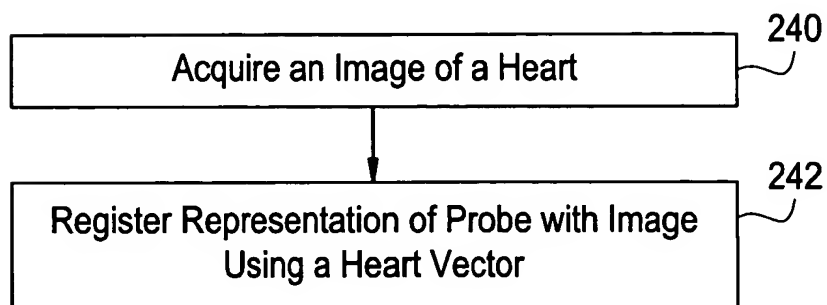 240
Acquire an Image of a Heart
242
Register Representation of Probe with Image
Using a Heart Vector